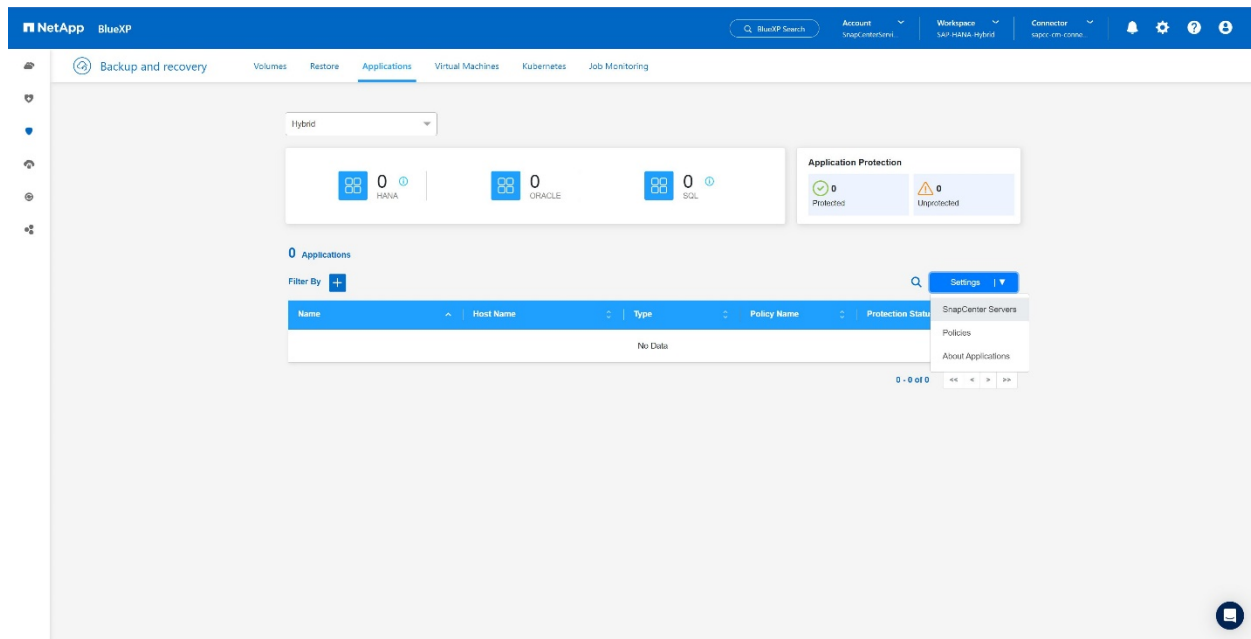 NetApp BlueXP BlueXP Search Account Workspace Connector
SnapCenterServi... SAP-HANA-Hybrid sapcc-cm-conne...
Backup and recovery Volumes Restore Applications Virtual Machines Kubernetes Job Monitoring
Hybrid
Application Protection
0 0 0 0 0
HANA ORACLE SQL Protected Unprotected
0 Applications
Filter By Settings
Name Host Name Type Policy Name Protection Statu
SnapCenter Servers
Policies
No Data
About Applications
0 - 0 of 0 << < > >>